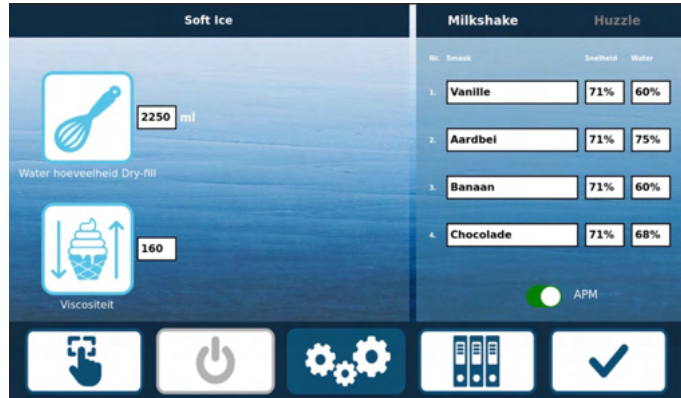 Soft Ice
2250 ml
Water hoeveelheid Dry-fill
160
Viscositeit
Milkshake Huzzle
Nr. Smaak Snelheid Water
1. Vanille 71% 60%
2. Aardbei 71% 75%
3. Banaan 71% 60%
4. Chocolade 71% 68%
APM